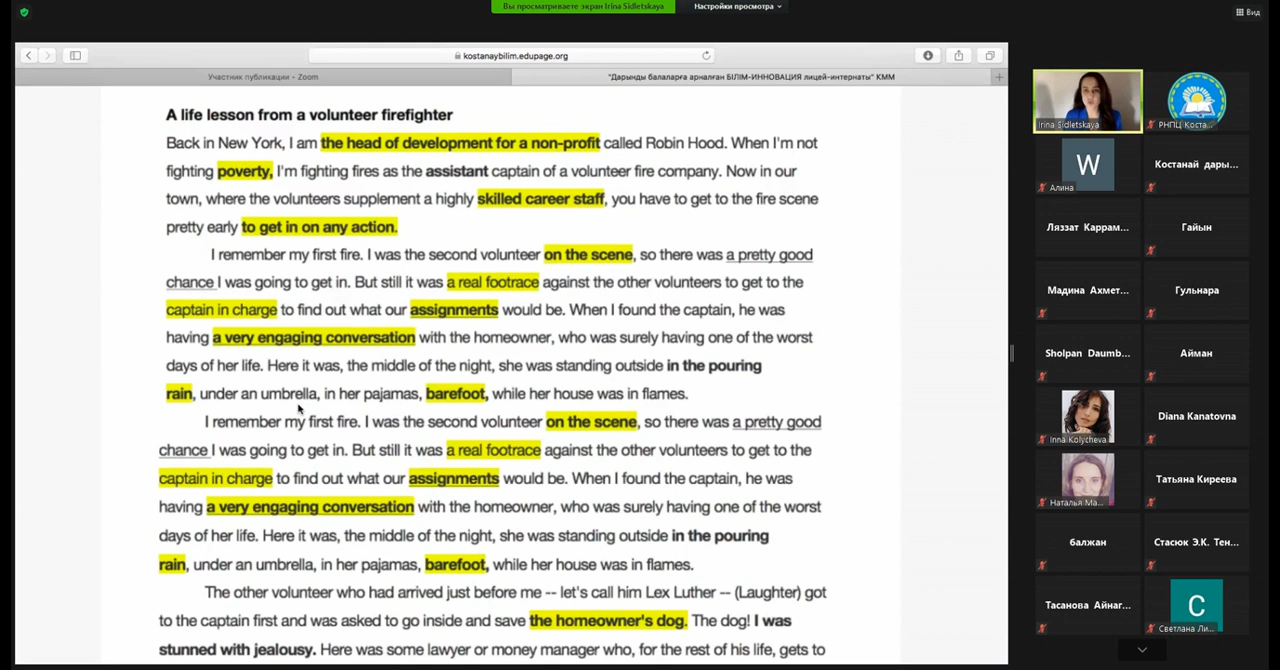 Вы просматриваете экран Irina Sidletskaya
Настройки просмотра
Вид
kostanaybilim.edupage.org
Участник публикации - Zoom
"Дарынды балаларға арналған БІЛІМ-ИННОВАЦИЯ лицей-интернаты" КММ
A life lesson from a volunteer firefighter
Back in New York, I am the head of development for a non-profit called Robin Hood. When I'm not
fighting poverty, I'm fighting fires as the assistant captain of a volunteer fire company. Now in our
town, where the volunteers supplement a highly skilled career staff, you have to get to the fire scene
pretty early to get in on any action.
I remember my first fire. I was the second volunteer on the scene, so there was a pretty good
chance I was going to get in. But still it was a real footrace against the other volunteers to get to the
captain in charge to find out what our assignments would be. When I found the captain, he was
having a very engaging conversation with the homeowner, who was surely having one of the worst
days of her life. Here it was, the middle of the night, she was standing outside in the pouring
rain, under an umbrella, in her pajamas, barefoot, while her house was in flames.
I remember my first fire. I was the second volunteer on the scene, so there was a pretty good
chance I was going to get in. But still it was a real footrace against the other volunteers to get to the
captain in charge to find out what our assignments would be. When I found the captain, he was
having a very engaging conversation with the homeowner, who was surely having one of the worst
days of her life. Here it was, the middle of the night, she was standing outside in the pouring
rain, under an umbrella, in her pajamas, barefoot, while her house was in flames.
The other volunteer who had arrived just before me -- let's call him Lex Luther -- (Laughter) got
to the captain first and was asked to go inside and save the homeowner's dog. The dog! I was
stunned with jealousy. Here was some lawyer or money manager who, for the rest of his life, gets to
Irina Sidletskaya
РНПЦ Коста...
W
Алина
Костанай дары...
Ляззат Каррам...
Гайын
Мадина Ахмет...
Гульнара
Sholpan Daumb...
Айман
Inna Kolycheva
Diana Kanatovna
Наталья Ма...
Татьяна Киреева
балжан
Стасюк Э.К. Тен...
Тасанова Айнаг...
С
Светлана Ли...